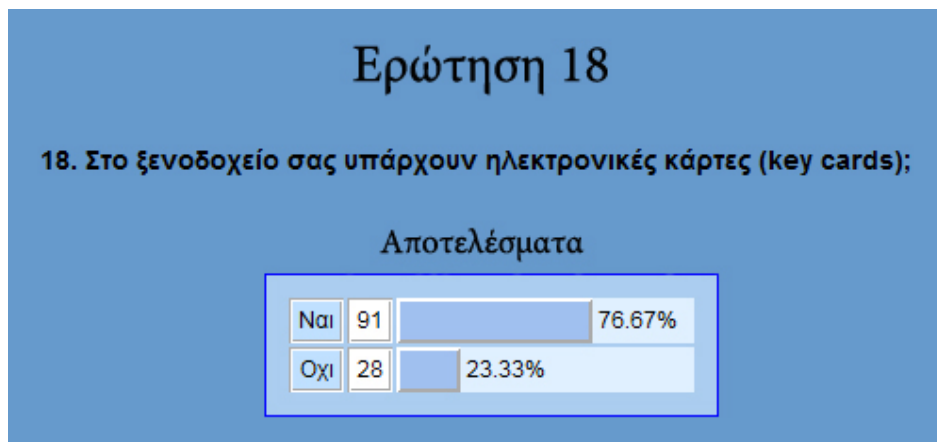 Ερώτηση 18
18. Στο ξενοδοχείο σας υπάρχουν ηλεκτρονικές κάρτες (key cards);
Αποτελέσματα
Ναι 91 76.67%
Οχι 28 23.33%